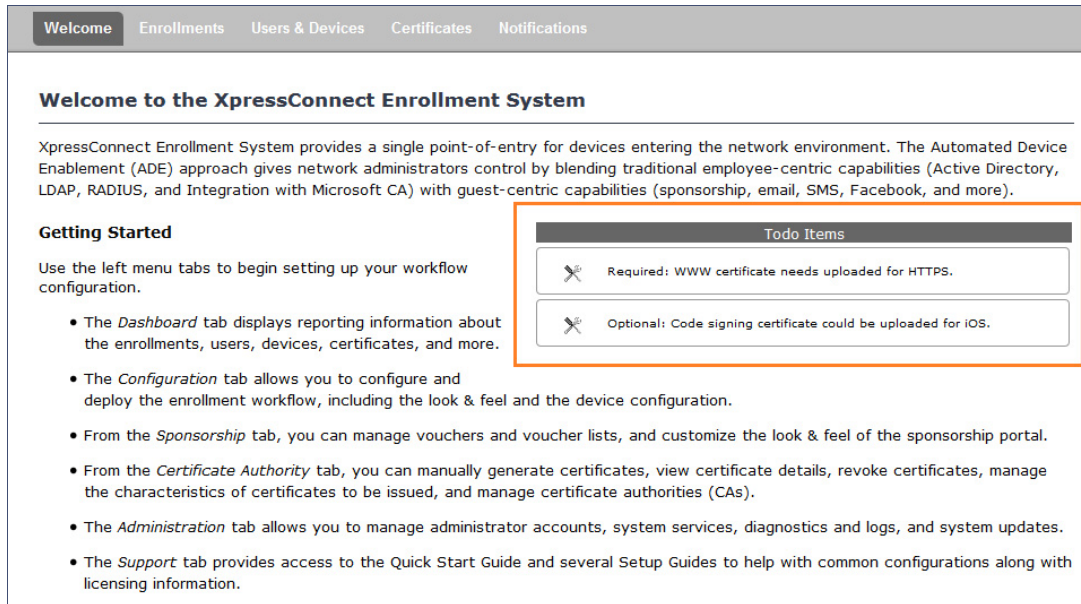 Welcome Enrollments Users & Devices Certificates Notifications
Welcome to the XpressConnect Enrollment System
XpressConnect Enrollment System provides a single point-of-entry for devices entering the network environment. The Automated Device
Enablement (ADE) approach gives network administrators control by blending traditional employee-centric capabilities (Active Directory,
LDAP, RADIUS, and Integration with Microsoft CA) with guest-centric capabilities (sponsorship, email, SMS, Facebook, and more).
Getting Started
Use the left menu tabs to begin setting up your workflow
configuration.
• The Dashboard tab displays reporting information about
the enrollments, users, devices, certificates, and more.
Todo Items
Required: WWW certificate needs uploaded for HTTPS.
Optional: Code signing certificate could be uploaded for iOS.
• The Configuration tab allows you to configure and
deploy the enrollment workflow, including the look & feel and the device configuration.
• From the Sponsorship tab, you can manage vouchers and voucher lists, and customize the look & feel of the sponsorship portal.
• From the Certificate Authority tab, you can manually generate certificates, view certificate details, revoke certificates, manage
the characteristics of certificates to be issued, and manage certificate authorities (CAs).
• The Administration tab allows you to manage administrator accounts, system services, diagnostics and logs, and system updates.
• The Support tab provides access to the Quick Start Guide and several Setup Guides to help with common configurations along with
licensing information.